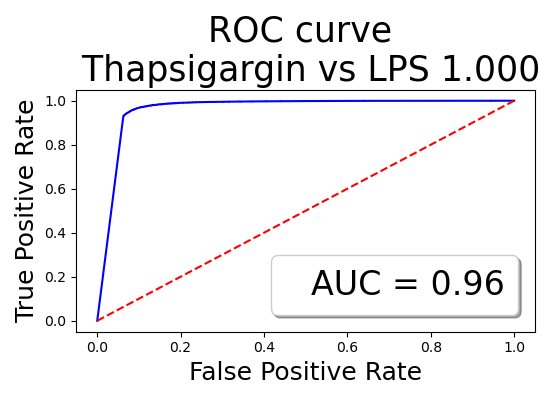 ROC curve
Thapsigargin vs LPS 1.000
True Positive Rate
1.0
0.8
0.6
0.4
0.2
0.0
AUC = 0.96
0.0 0.2 0.4 0.6 0.8 1.0
False Positive Rate